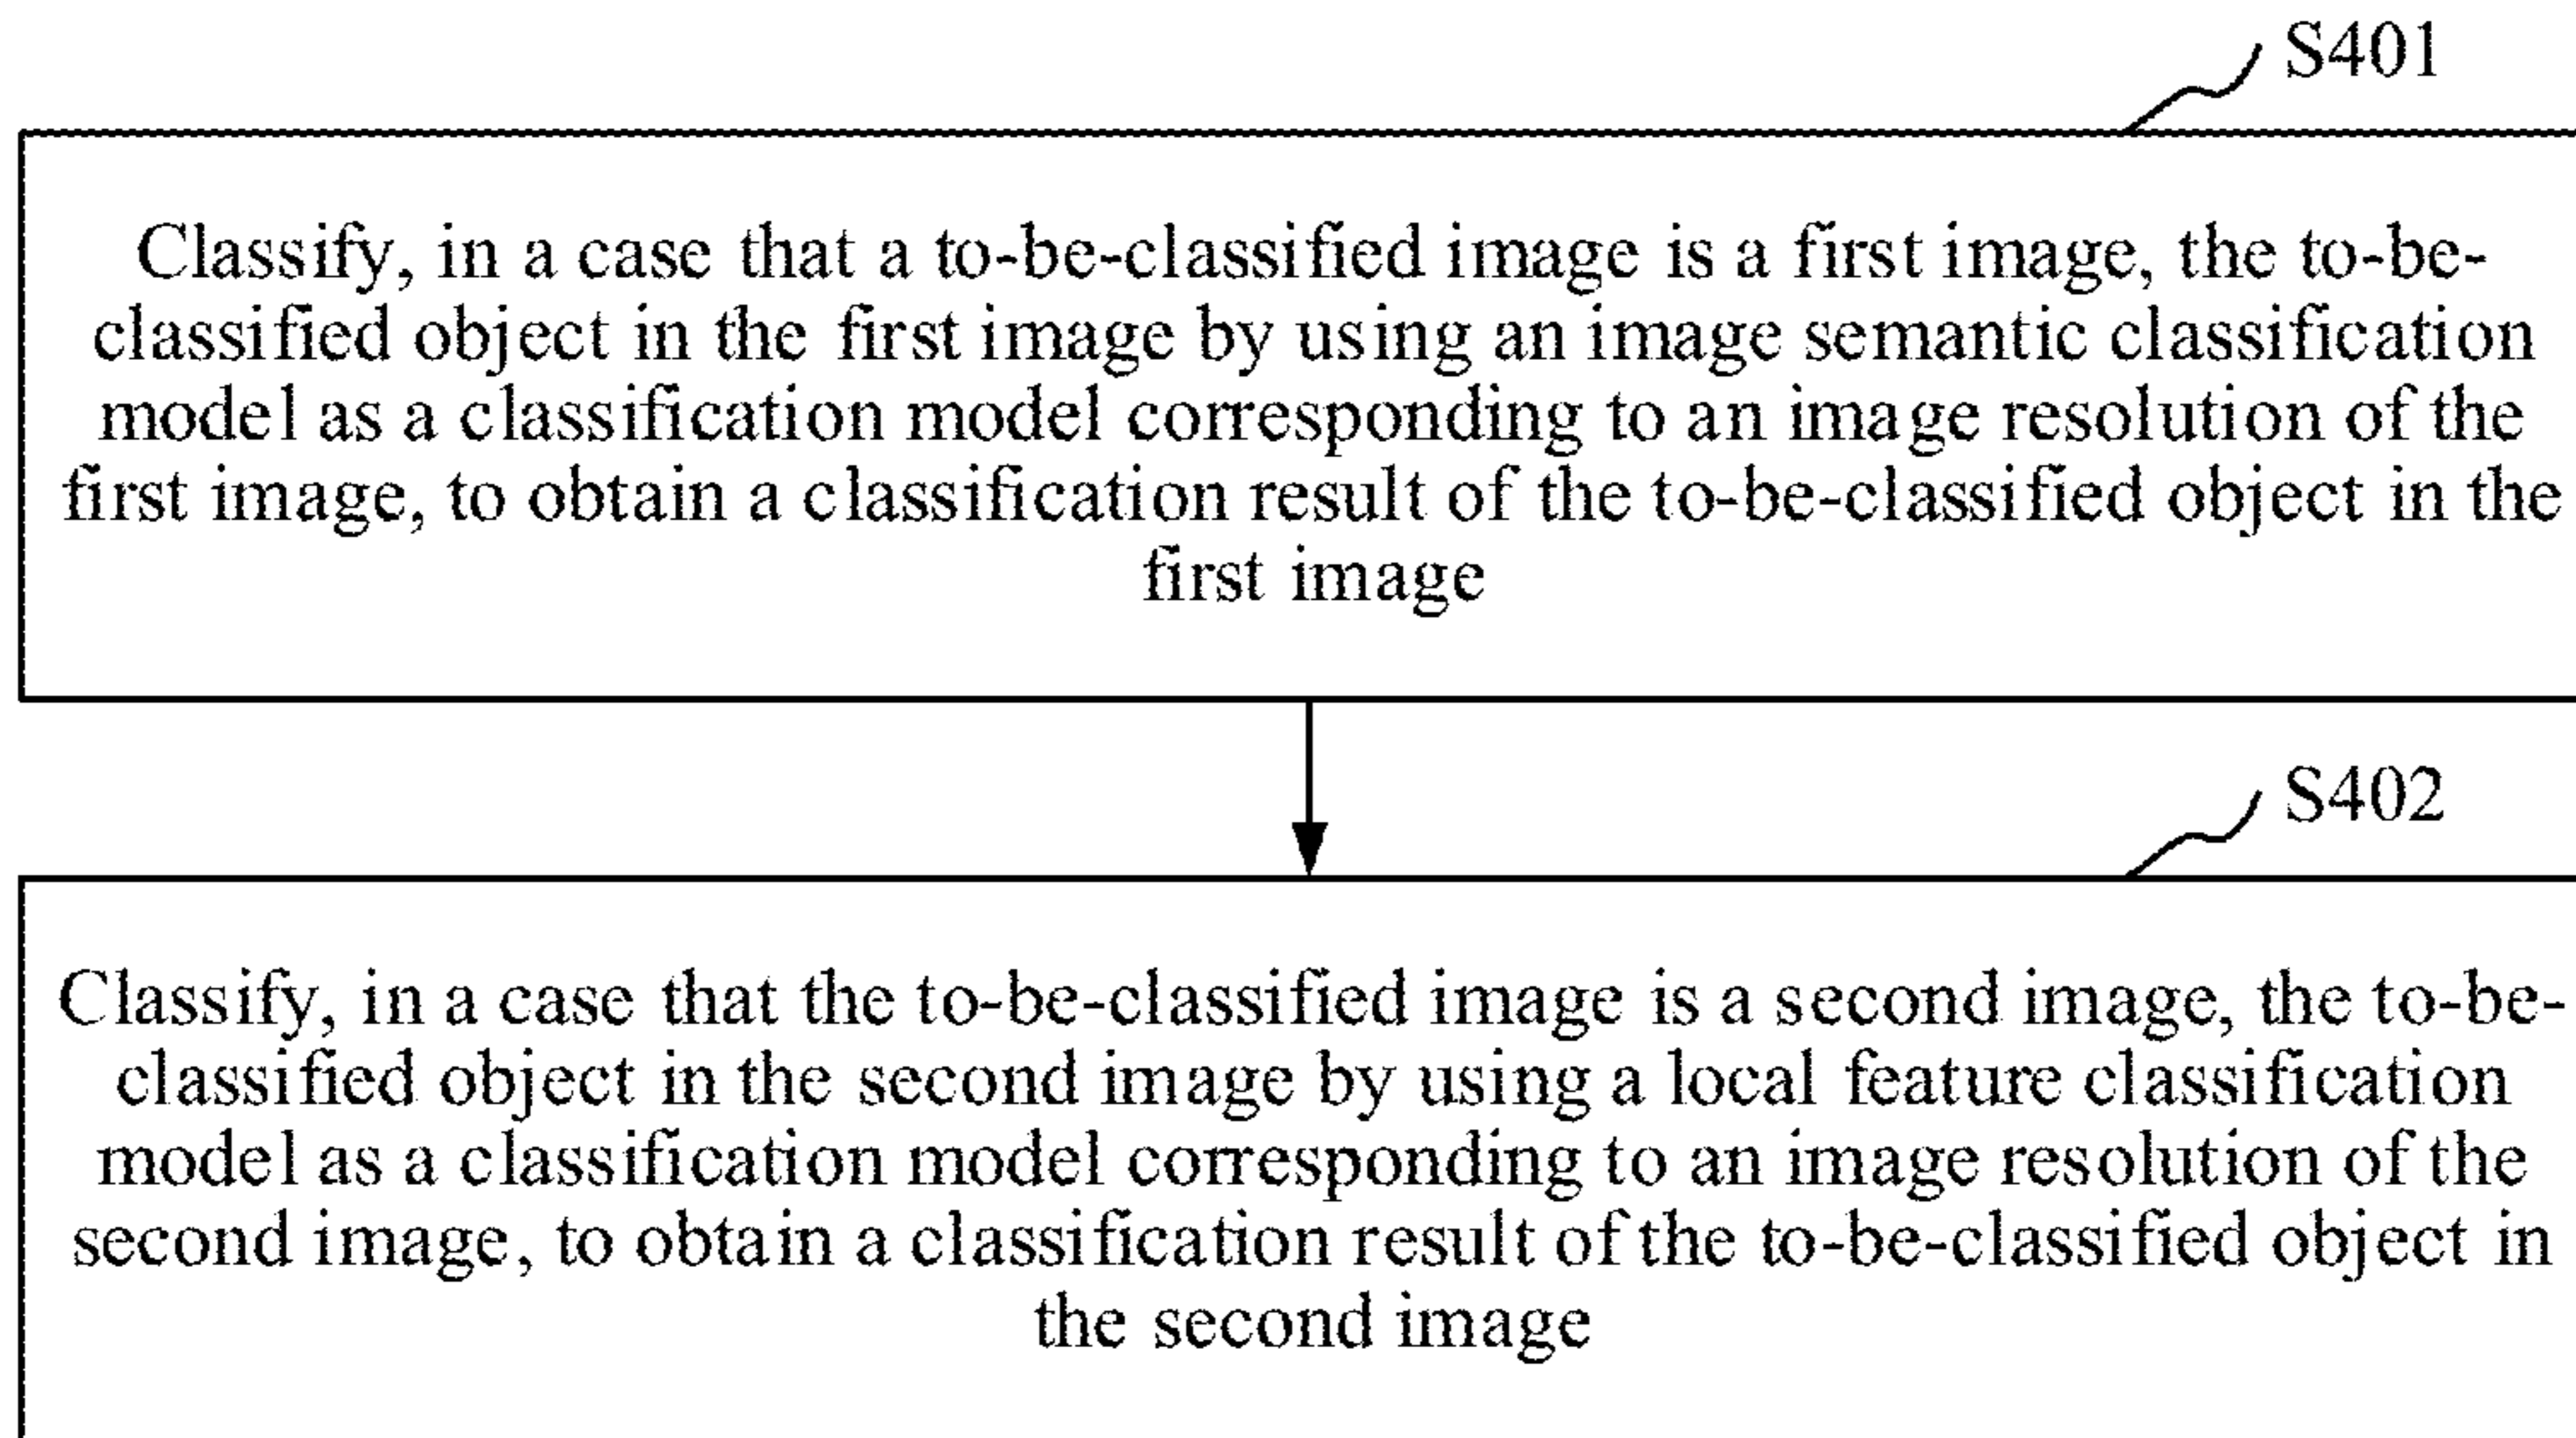 S401
Classify, in a case that a to-be-classified image is a first image, the to-be-
classified object in the first image by using an image semantic classification
model as a classification model corresponding to an image resolution of the
first image, to obtain a classification result of the to-be-classified object in the
first image
S402
Classify, in a case that the to-be-classified image is a second image, the to-be-
classified object in the second image by using a local feature classification
model as a classification model corresponding to an image resolution of the
second image, to obtain a classification result of the to-be-classified object in
the second image